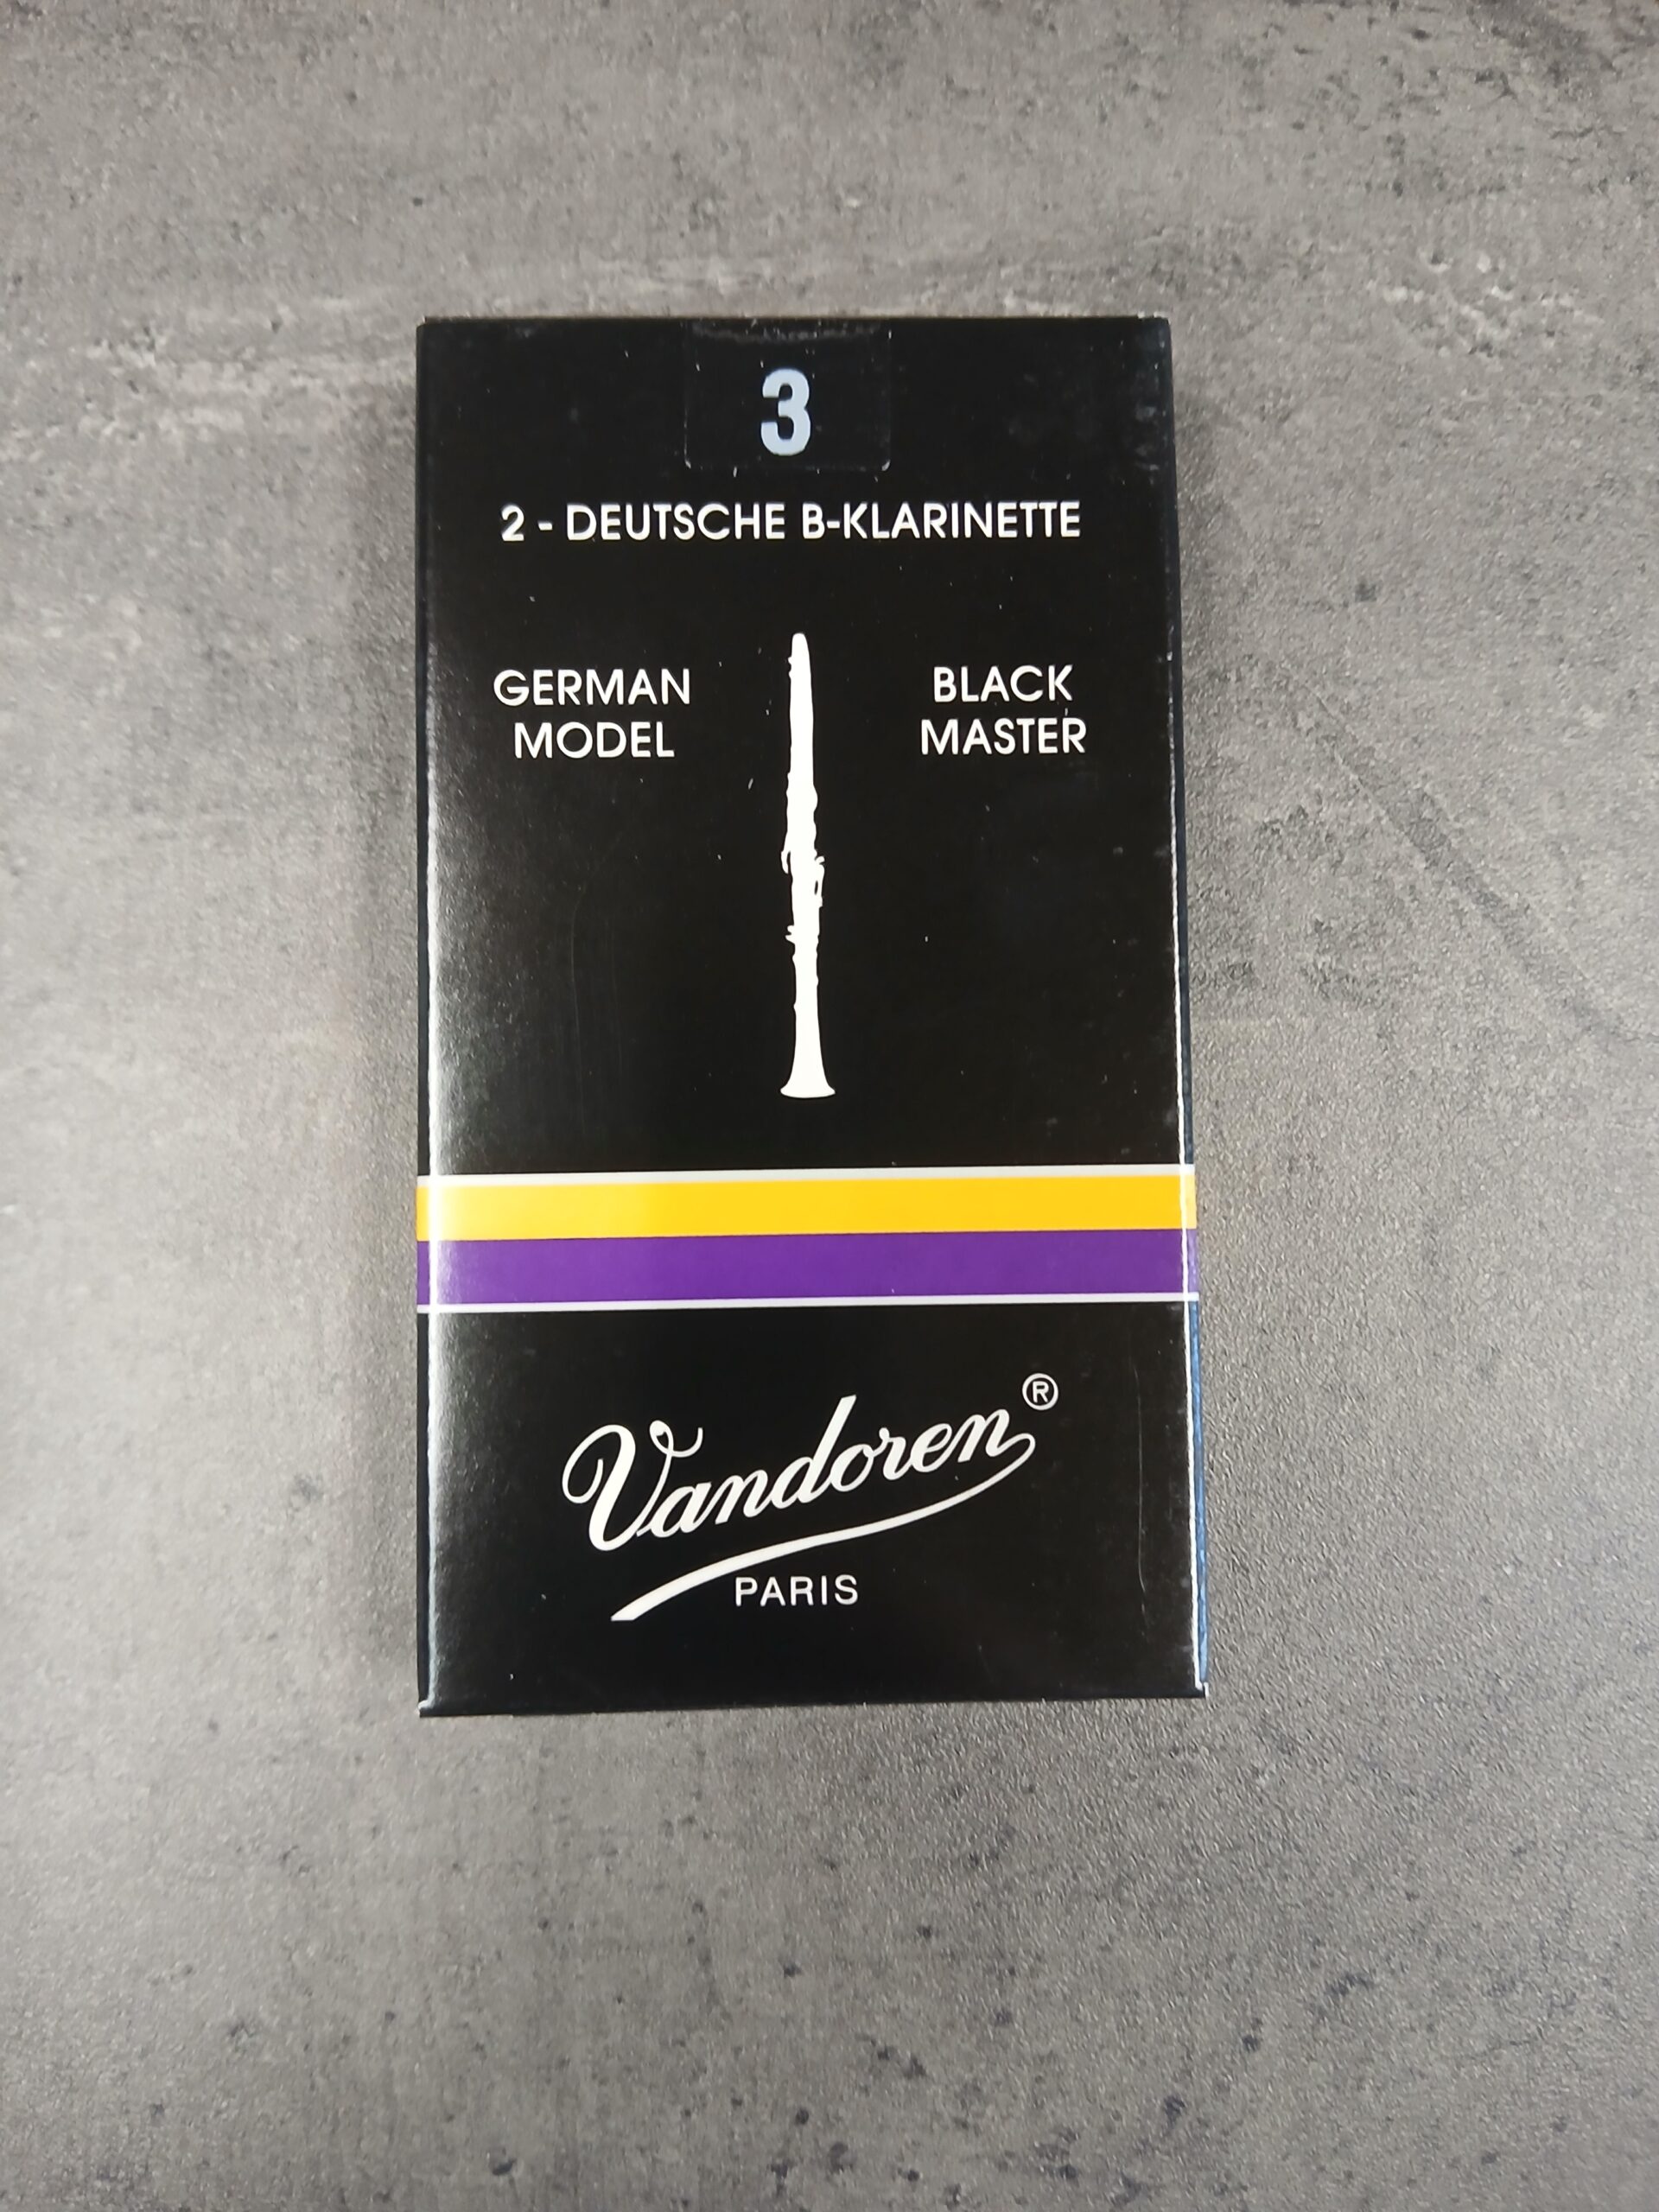 3
2 - DEUTSCHE B-KLARINETTE
GERMAN
MODEL
BLACK
MASTER
Vandoren®
PARIS